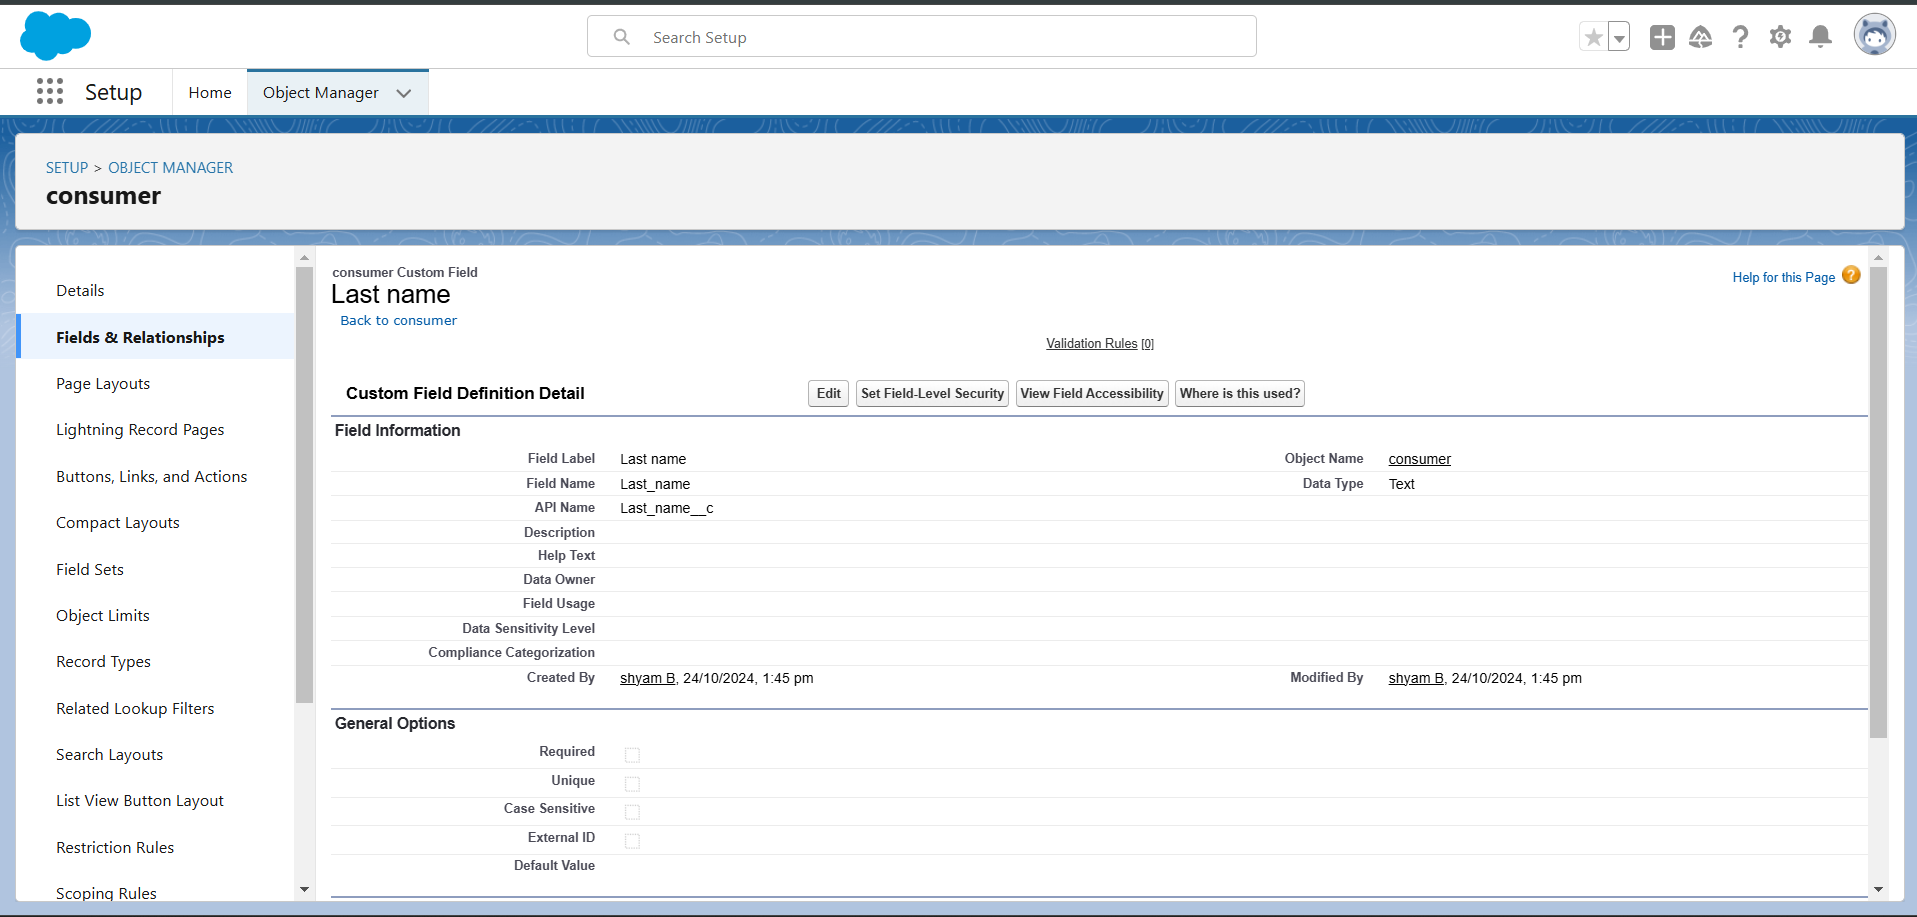 Search Setup
Setup
Home
Object Manager
SETUP > OBJECT MANAGER
consumer
Details
Fields & Relationships
Page Layouts
Lightning Record Pages
Buttons, Links, and Actions
Compact Layouts
Field Sets
Object Limits
Record Types
Related Lookup Filters
Search Layouts
List View Button Layout
Restriction Rules
Scoping Rules
consumer Custom Field
Last name
Back to consumer
Help for this Page ?
Validation Rules [0]
Custom Field Definition Detail
Edit
Set Field-Level Security
View Field Accessibility
Where is this used?
Field Information
Field Label Last name Object Name consumer
Field Name Last_name Data Type Text
API Name Last_name__c
Description
Help Text
Data Owner
Field Usage
Data Sensitivity Level
Compliance Categorization
Created By shyam B, 24/10/2024, 1:45 pm Modified By shyam B, 24/10/2024, 1:45 pm
General Options
Required
Unique
Case Sensitive
External ID
Default Value